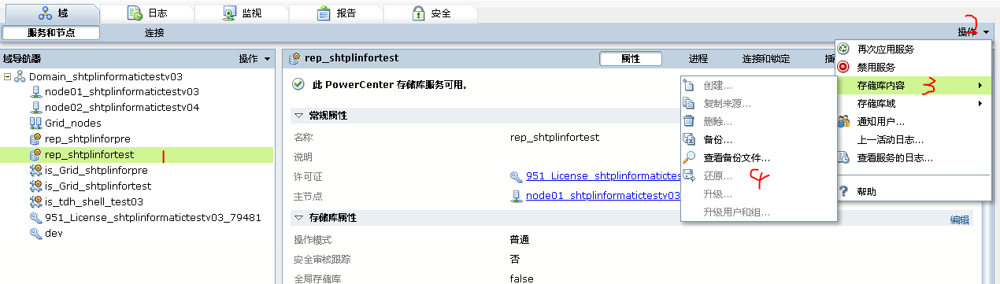 域 日志 监视 报告 安全
服务和节点 连接 操作 2
域导航器 操作
Domain_shtplinformatictestv03
node01_shtplinformatictestv03
node02_shtplinformatictestv04
Grid_nodes
rep_shtplinforpre
rep_shtplinfortest 1
is_Grid_shtplinforpre
is_Grid_shtplinfortest
is_tdh_shell_test03
951_License_shtplinformatictestv03_79481
dev
rep_shtplinfortest 属性 进程 连接和锁定 插
此 PowerCenter 存储库服务可用。
常规属性
名称 rep_shtplinfortest
说明
许可证 951_License_shtplinformatictestv03
主节点 node01_shtplinformatictestv03
存储库属性 编辑
操作模式 普通
安全审核跟踪 否
全局存储库 false
创建...
复制来源...
删除...
备份...
查看备份文件...
还原... 4
升级...
升级用户和组...
再次应用服务
禁用服务
存储库内容 3
存储库域
通知用户...
上一活动日志...
查看服务的日志...
帮助